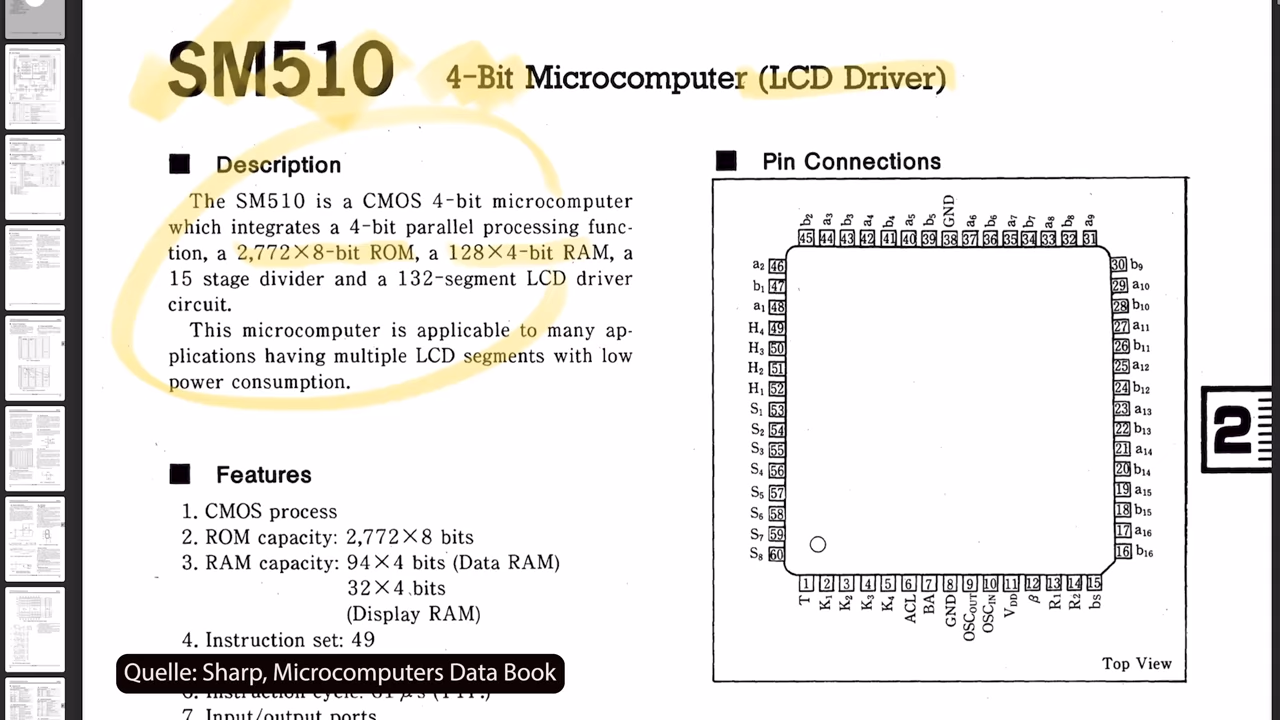 SM510 4-Bit Microcomputer (LCD Driver)
■ Description
The SM510 is a CMOS 4-bit microcomputer
which integrates a 4-bit parallel processing func-
tion, a 2,772×8-bit ROM, a 128×4-bit RAM, a
15 stage divider and a 132-segment LCD driver
circuit.
This microcomputer is applicable to many ap-
plications having multiple LCD segments with low
power consumption.
■ Features
1. CMOS process
2. ROM capacity: 2,772×8 bits
3. RAM capacity: 94×4 bits (Data RAM)
32×4 bits
(Display RAM)
4. Instruction set: 49
7. Input/output ports
Quelle: Sharp, Microcomputers Data Book
■ Pin Connections
b₂ a₃ b₃ a₄ b₄ a₅ b₅ GND a₆ b₆ a₇ b₇ a₈ b₈ a₉
45 44 43 42 41 40 39 38 37 36 35 34 33 32 31
a₂ 46
b₁ 47
a₁ 48
H₄ 49
H₃ 50
H₂ 51
H₁ 52
S₁ 53
S₂ 54
S₃ 55
S₄ 56
S₅ 57
S₆ 58
S₇ 59
S₈ 60
30 b₉
29 a₁₀
28 b₁₀
27 a₁₁
26 b₁₁
25 a₁₂
24 b₁₂
23 a₁₃
22 b₁₃
21 a₁₄
20 b₁₄
19 a₁₅
18 b₁₅
17 a₁₆
16 b₁₆
1 2 3 4 5 6 7 8 9 10 11 12 13 14 15
T K₁ K₂ K₃ K₄ ACL BA GND OSC_OUT OSC_IN V_DD β R₁ R₂ bs
Top View
2